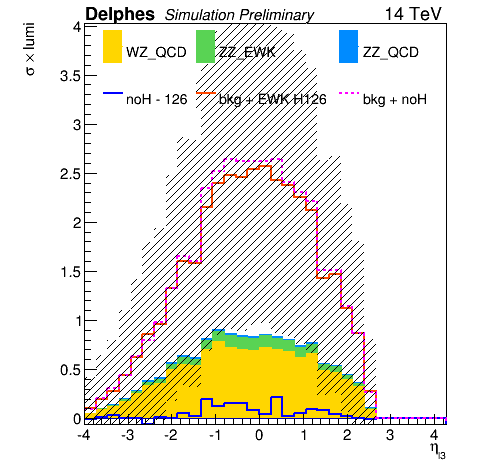 Delphes Simulation Preliminary 14 TeV
σ × lumi
WZ_QCD ZZ_EWK ZZ_QCD
noH - 126 bkg + EWK H126 bkg + noH
4
3.5
3
2.5
2
1.5
1
0.5
0
-4 -3 -2 -1 0 1 2 3 4
η_l3